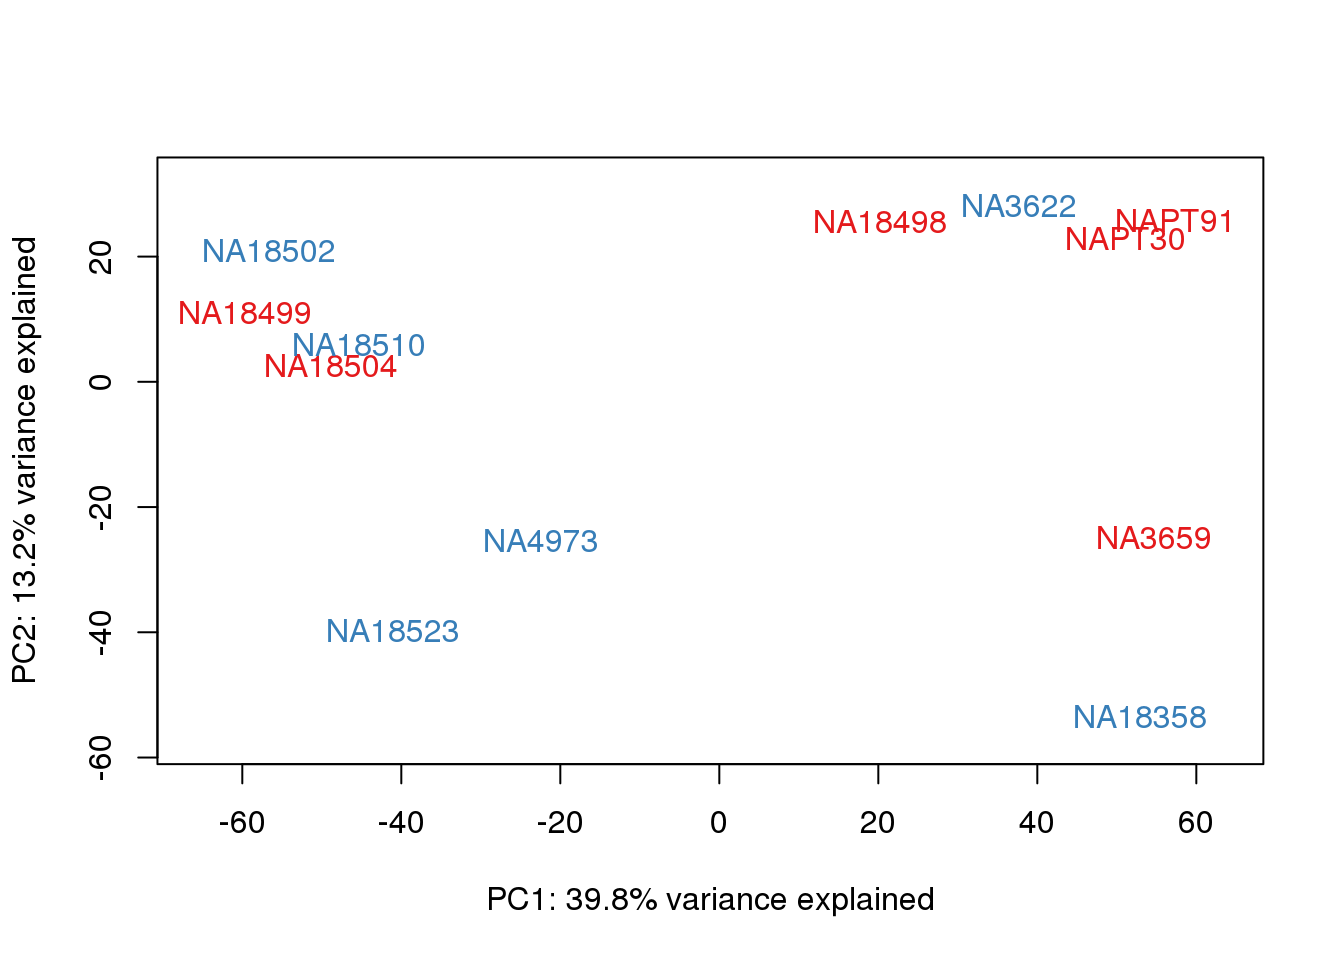 PC2: 13.2% variance explained
20
0
-20
-40
-60
NA18502
NA18499
NA18510
NA18504
NA4973
NA18523
NA18498
NA3622
NAPT91
NAPT30
NA3659
NA18358
-60 -40 -20 0 20 40 60
PC1: 39.8% variance explained